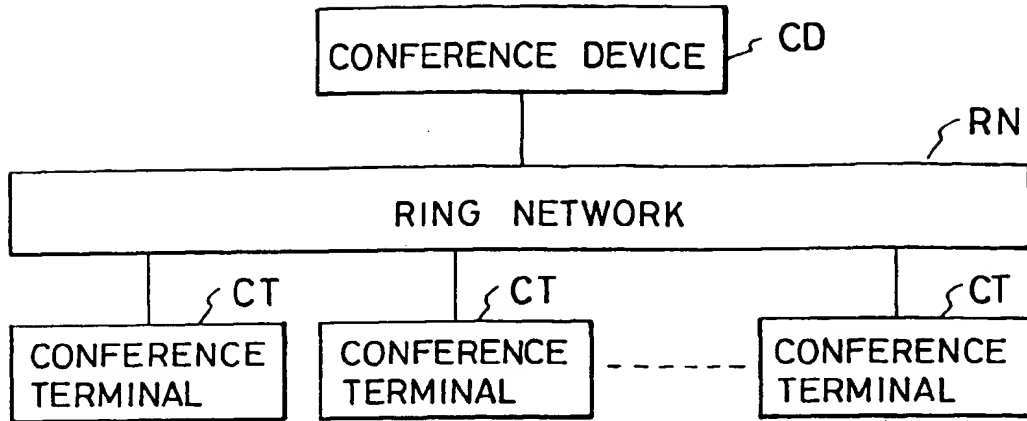 CONFERENCE DEVICE
CD
RN
RING NETWORK
CT
CT
CT
CONFERENCE
TERMINAL
CONFERENCE
TERMINAL
CONFERENCE
TERMINAL